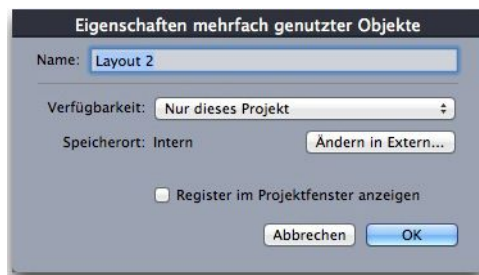 Eigenschaften mehrfach genutzter Objekte
Name: Layout 2
Verfügbarkeit: Nur dieses Projekt
Speicherort: Intern Ändern in Extern...
Register im Projektfenster anzeigen
Abbrechen OK